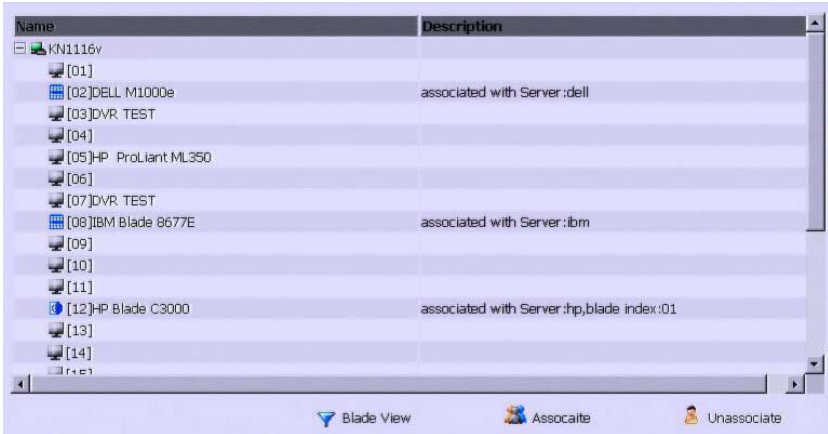 Name Description
KN1116v
[01]
[02]DELL M1000e associated with Server:dell
[03]DVR TEST
[04]
[05]HP ProLiant ML350
[06]
[07]DVR TEST
[08]IBM Blade 8677E associated with Server:ibm
[09]
[10]
[11]
[12]HP Blade C3000 associated with Server:hp,blade index:01
[13]
[14]
Blade View Assocaite Unassociate